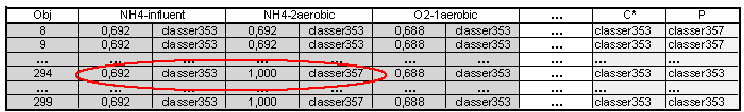 Obj NH4-influent NH4-2aerobic O2-1aerobic ... C* P
8 0,692 classer353 0,692 classer353 0,688 classer353 classer353 classer357
9 0,692 classer353 0,692 classer353 0,688 classer353 classer353 classer357
... ... ... ... ... ... ... ... ...
294 0,692 classer353 1,000 classer357 0,688 classer353 classer353 classer353
... ... ... ... ... ... ... ... ...
299 0,692 classer353 1,000 classer357 0,688 classer353 classer353 classer353